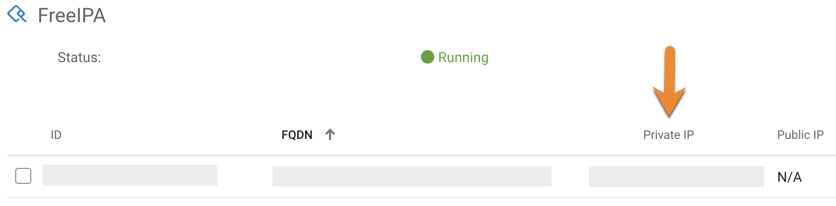 FreeIPA
Status: Running
ID FQDN Private IP Public IP
N/A